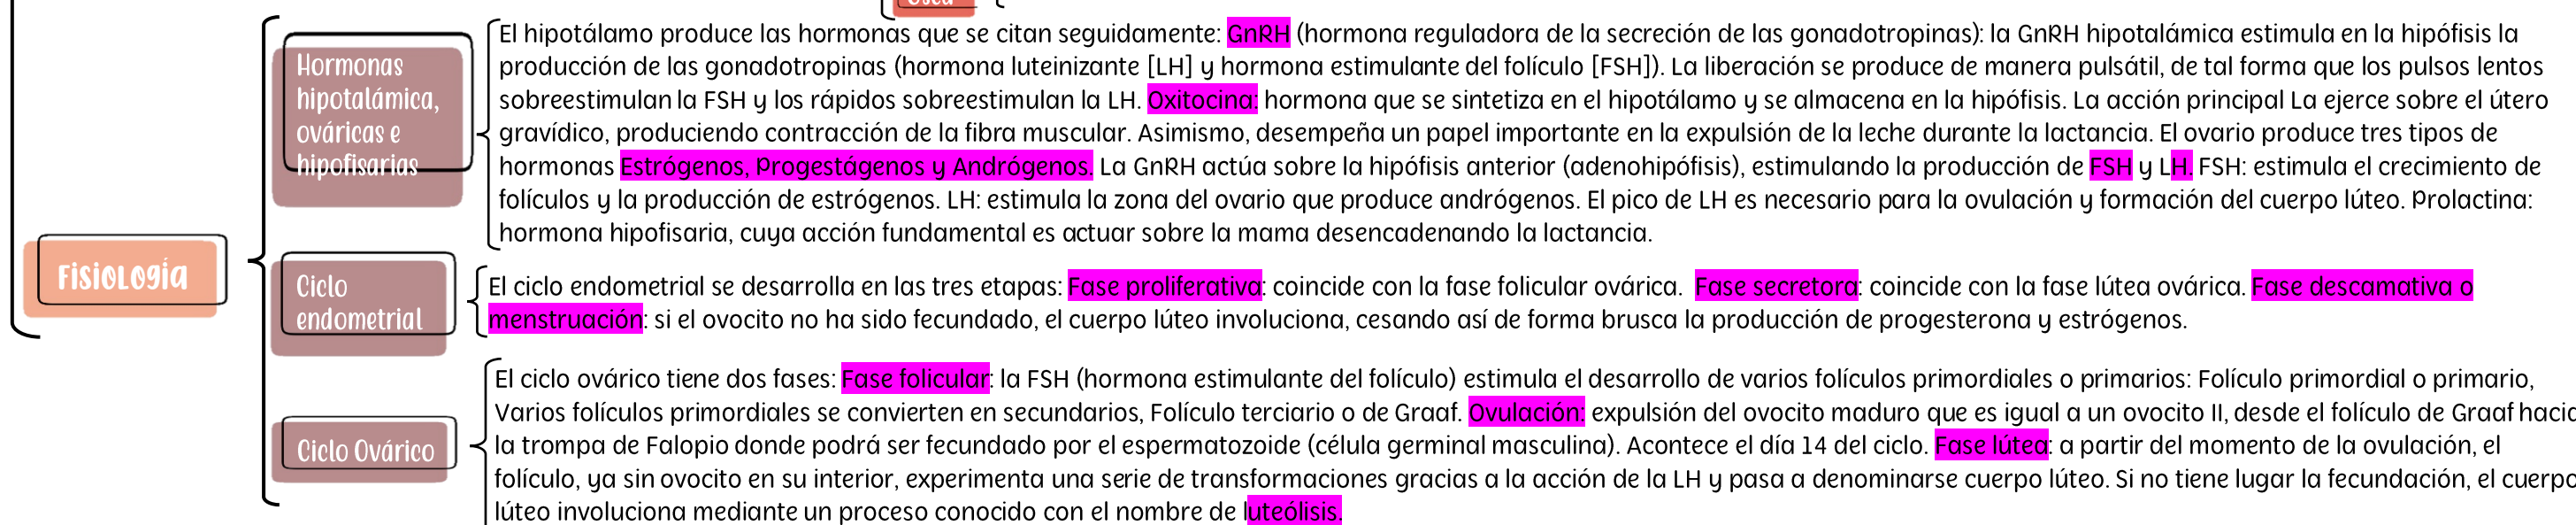 Fisiología
Hormonas
hipotalámica,
ováricas e
hipofisarias
El hipotálamo produce las hormonas que se citan seguidamente: GnRH (hormona reguladora de la secreción de las gonadotropinas): la GnRH hipotalámica estimula en la hipófisis la
producción de las gonadotropinas (hormona luteinizante [LH] y hormona estimulante del folículo [FSH]). La liberación se produce de manera pulsátil, de tal forma que los pulsos lentos
sobreestimulan la FSH y los rápidos sobreestimulan la LH. Oxitocina: hormona que se sintetiza en el hipotálamo y se almacena en la hipófisis. La acción principal La ejerce sobre el útero
gravídico, produciendo contracción de la fibra muscular. Asimismo, desempeña un papel importante en la expulsión de la leche durante la lactancia. El ovario produce tres tipos de
hormonas Estrógenos, Progestágenos y Andrógenos. La GnRH actúa sobre la hipófisis anterior (adenohipófisis), estimulando la producción de FSH y LH. FSH: estimula el crecimiento de
folículos y la producción de estrógenos. LH: estimula la zona del ovario que produce andrógenos. El pico de LH es necesario para la ovulación y formación del cuerpo lúteo. Prolactina:
hormona hipofisaria, cuya acción fundamental es actuar sobre la mama desencadenando la lactancia.
Ciclo
endometrial
El ciclo endometrial se desarrolla en las tres etapas: Fase proliferativa: coincide con la fase folicular ovárica. Fase secretora: coincide con la fase lútea ovárica. Fase descamativa o
menstruación: si el ovocito no ha sido fecundado, el cuerpo lúteo involuciona, cesando así de forma brusca la producción de progesterona y estrógenos.
Ciclo Ovárico
El ciclo ovárico tiene dos fases: Fase folicular: la FSH (hormona estimulante del folículo) estimula el desarrollo de varios folículos primordiales o primarios: Folículo primordial o primario,
Varios folículos primordiales se convierten en secundarios, Folículo terciario o de Graaf. Ovulación: expulsión del ovocito maduro que es igual a un ovocito II, desde el folículo de Graaf hacia
la trompa de Falopio donde podrá ser fecundado por el espermatozoide (célula germinal masculina). Acontece el día 14 del ciclo. Fase lútea: a partir del momento de la ovulación, el
folículo, ya sin ovocito en su interior, experimenta una serie de transformaciones gracias a la acción de la LH y pasa a denominarse cuerpo lúteo. Si no tiene lugar la fecundación, el cuerpo
lúteo involuciona mediante un proceso conocido con el nombre de luteólisis.